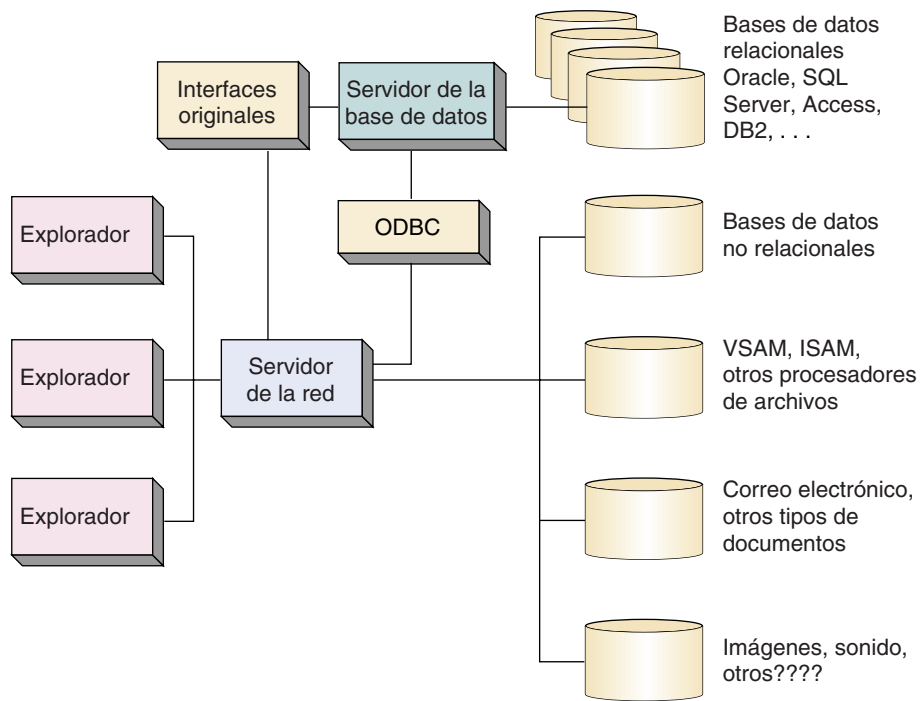 Interfaces
originales
Servidor de la
base de datos
Bases de datos
relacionales
Oracle, SQL
Server, Access,
DB2, . . .
Explorador
ODBC
Bases de datos
no relacionales
Explorador
Servidor
de la red
VSAM, ISAM,
otros procesadores
de archivos
Explorador
Correo electrónico,
otros tipos de
documentos
Imágenes, sonido,
otros????